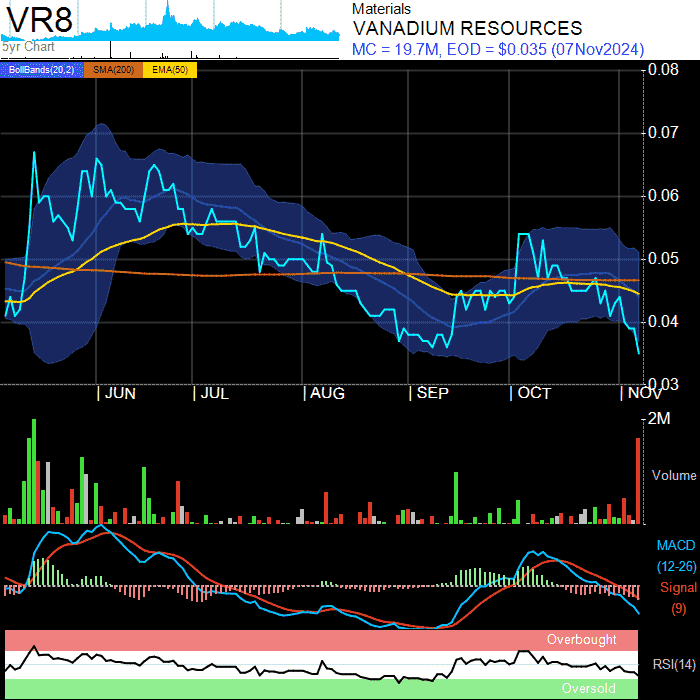 VR8
5yr Chart
Materials
VANADIUM RESOURCES
MC = 19.7M, EOD = $0.035 (07Nov2024)
BollBands(20,2) SMA(200) EMA(50)
0.08
0.07
0.06
0.05
0.04
0.03
JUN JUL AUG SEP OCT NOV
2M
Volume
MACD
(12-26)
Signal
(9)
Overbought
RSI(14)
Oversold